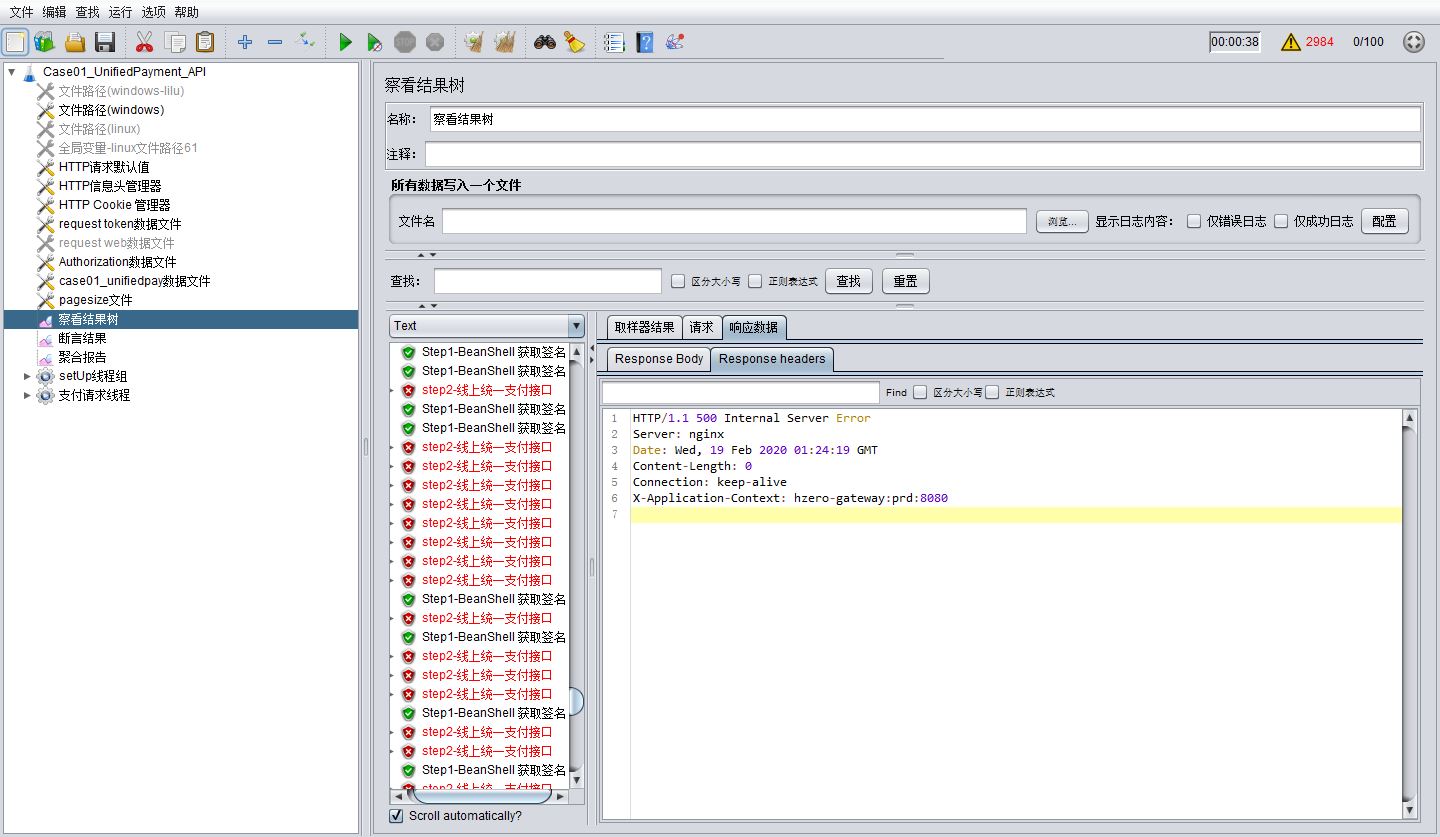 文件 编辑 查找 运行 选项 帮助
STOP
00:00:38 2984 0/100
Case01_UnifiedPayment_API
文件路径(windows-lilu)
文件路径(windows)
文件路径(linux)
全局变量-linux文件路径61
HTTP请求默认值
HTTP信息头管理器
HTTP Cookie 管理器
request token数据文件
request web数据文件
Authorization数据文件
case01_unifiedpay数据文件
pagesize文件
察看结果树
断言结果
聚合报告
setUp线程组
支付请求线程
察看结果树
名称： 察看结果树
注释：
所有数据写入一个文件
文件名 浏览... 显示日志内容： 仅错误日志 仅成功日志 配置
查找： 区分大小写 正则表达式 查找 重置
Text
Step1-BeanShell 获取签名
Step1-BeanShell 获取签名
step2-线上统一支付接口
Step1-BeanShell 获取签名
Step1-BeanShell 获取签名
step2-线上统一支付接口
step2-线上统一支付接口
step2-线上统一支付接口
step2-线上统一支付接口
step2-线上统一支付接口
step2-线上统一支付接口
step2-线上统一支付接口
step2-线上统一支付接口
Step1-BeanShell 获取签名
step2-线上统一支付接口
Step1-BeanShell 获取签名
step2-线上统一支付接口
step2-线上统一支付接口
step2-线上统一支付接口
Step1-BeanShell 获取签名
step2-线上统一支付接口
step2-线上统一支付接口
Step1-BeanShell 获取签名
step2-线上统一支付接口
Scroll automatically?
取样器结果 请求 响应数据
Response Body Response headers
Find 区分大小写 正则表达式
1 HTTP/1.1 500 Internal Server Error
2 Server: nginx
3 Date: Wed, 19 Feb 2020 01:24:19 GMT
4 Content-Length: 0
5 Connection: keep-alive
6 X-Application-Context: hzero-gateway:prd:8080
7